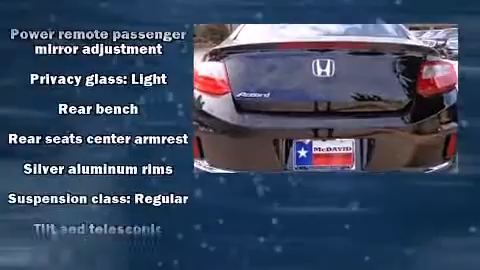 Power remote passenger
mirror adjustment
Privacy glass: Light
Rear bench
Rear seats center armrest
Silver aluminum rims
Suspension class: Regular
Tilt and telescopic
Accord
McDAVID